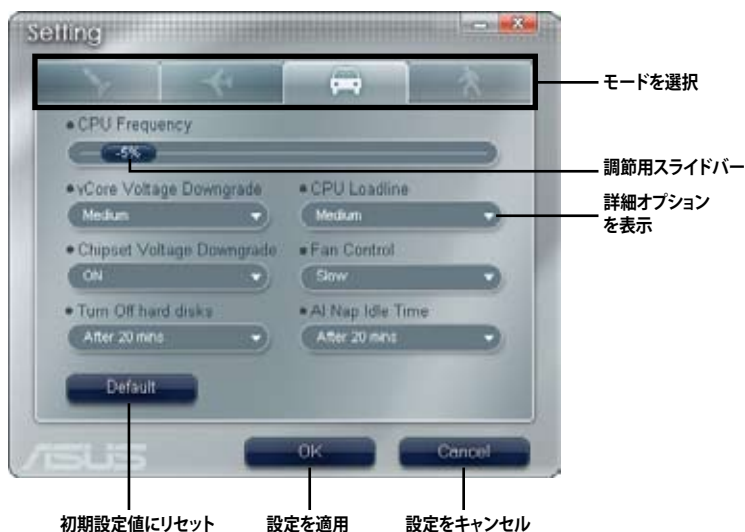 Setting
モードを選択
CPU Frequency
-5%
調節用スライドバー
vCore Voltage Downgrade
CPU Loadline
詳細オプション
を表示
Medium
Medium
Chipset Voltage Downgrade
Fan Control
ON
Slow
Turn Off hard disks
AI Nap Idle Time
After 20 mins
After 20 mins
Default
ASUS
OK
Cancel
初期設定値にリセット
設定を適用
設定をキャンセル